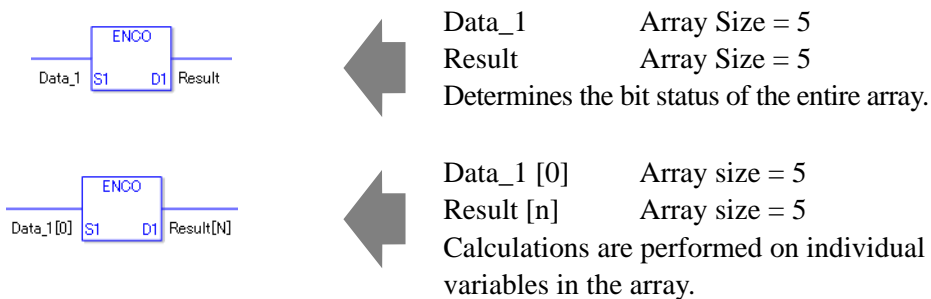 ENCO
Data_1 S1 D1 Result
Data_1 Array Size = 5
Result Array Size = 5
Determines the bit status of the entire array.
ENCO
Data_1[0] S1 D1 Result[N]
Data_1 [0] Array size = 5
Result [n] Array size = 5
Calculations are performed on individual
variables in the array.